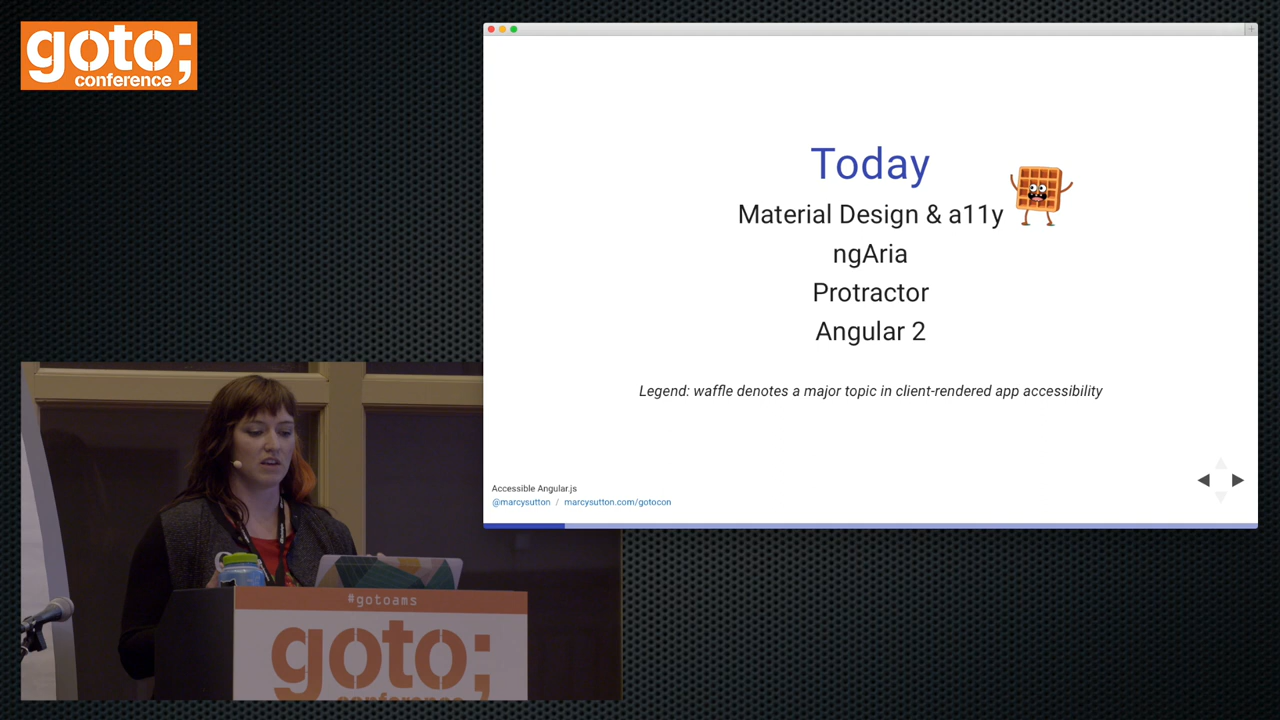 goto;
conference
Today
Material Design & a11y
ngAria
Protractor
Angular 2
Legend: waffle denotes a major topic in client-rendered app accessibility
Accessible Angular.js
@marcysutton / marcysutton.com/gotocon
#gotoams
goto;
conference